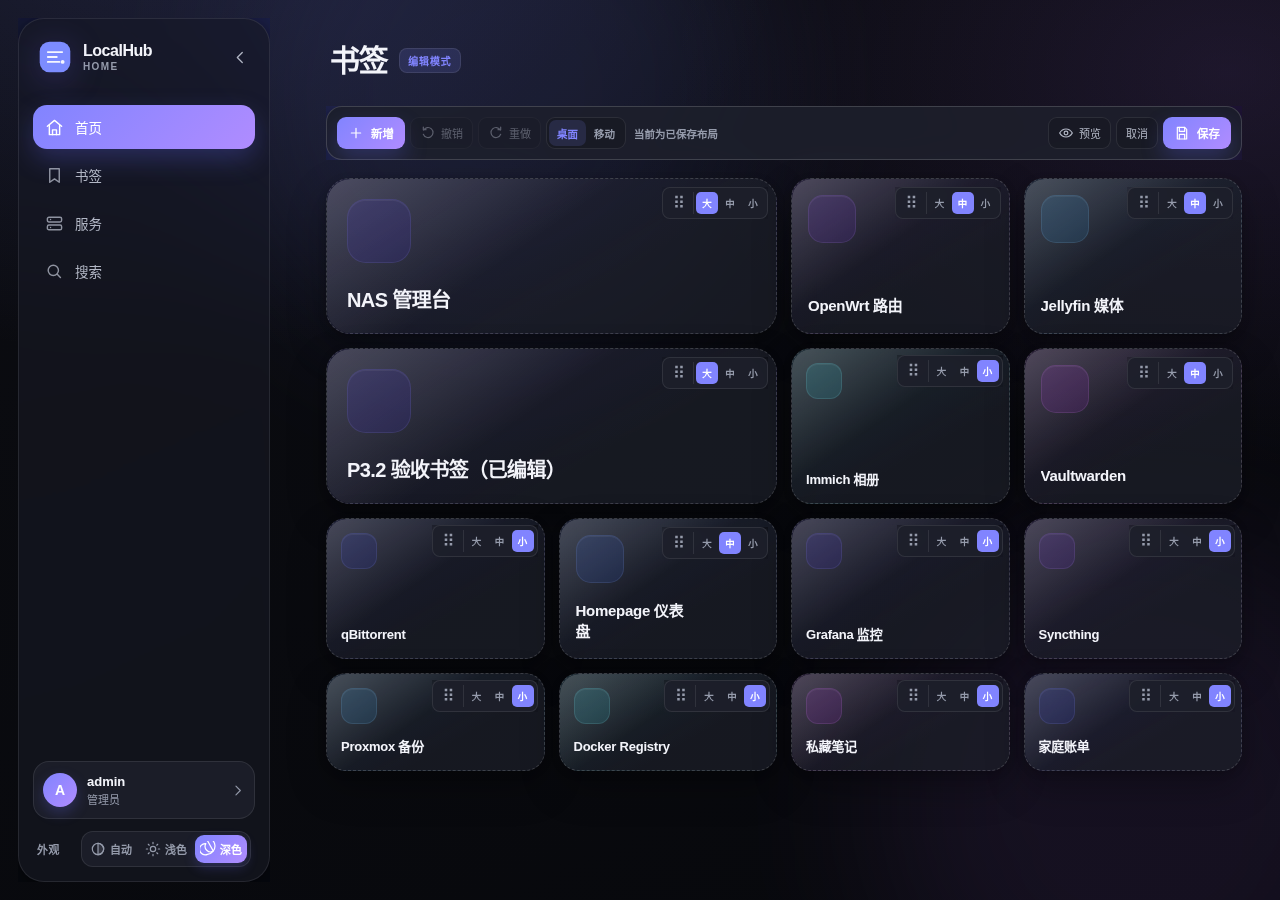 LocalHub
HOME
首页
书签
服务
搜索
A
admin
管理员
外观
自动
浅色
深色
书签
编辑模式
新增
撤销
重做
桌面
移动
当前为已保存布局
预览
取消
保存
大 中 小
NAS 管理台
大 中 小
OpenWrt 路由
大 中 小
Jellyfin 媒体
大 中 小
P3.2 验收书签（已编辑）
大 中 小
Immich 相册
大 中 小
Vaultwarden
大 中 小
qBittorrent
大 中 小
Homepage 仪表
盘
大 中 小
Grafana 监控
大 中 小
Syncthing
大 中 小
Proxmox 备份
大 中 小
Docker Registry
大 中 小
私藏笔记
大 中 小
家庭账单